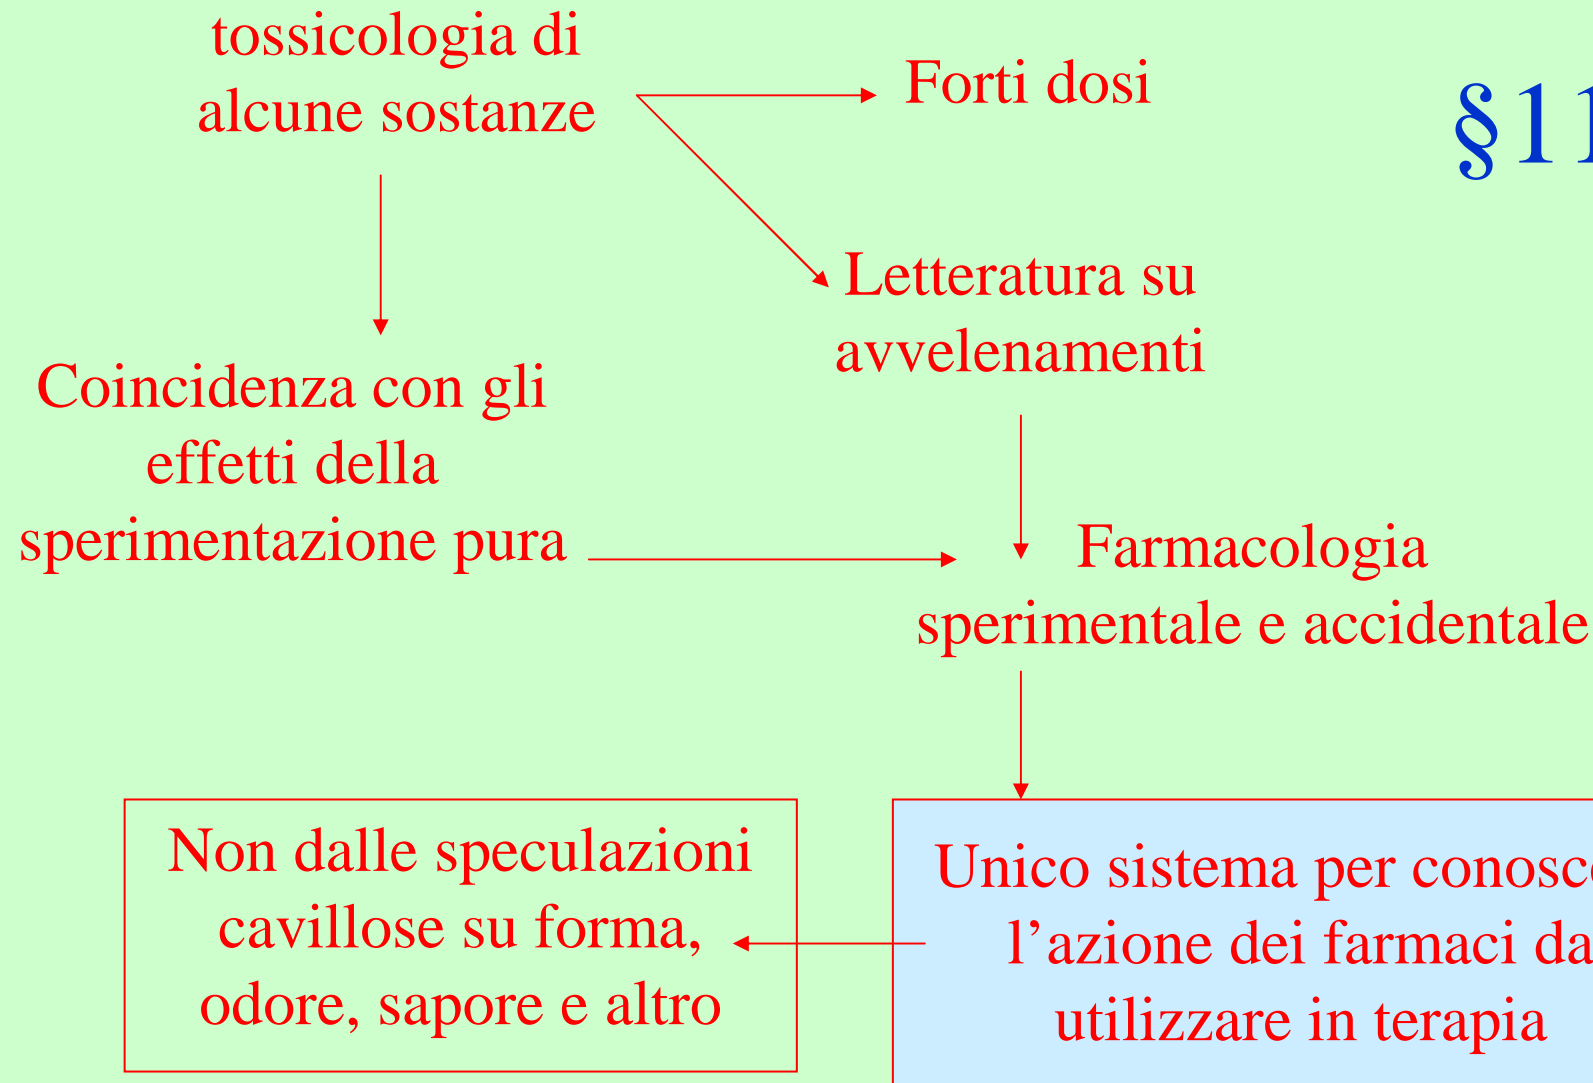 tossicologia di
alcune sostanze
Forti dosi
§11
Letteratura su
avvelenamenti
Coincidenza con gli
effetti della
sperimentazione pura
Farmacologia
sperimentale e accidentale
Non dalle speculazioni
cavillose su forma,
odore, sapore e altro
Unico sistema per
l’azione dei farmaci da
utilizzare in terapia